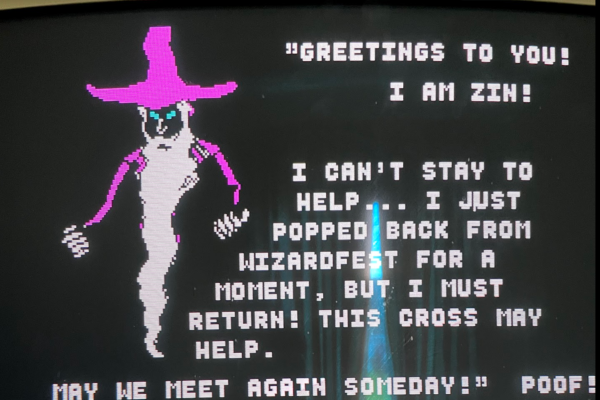 "GREETINGS TO YOU!
I AM ZIN!
I CAN'T STAY TO
HELP... I JUST
POPPED BACK FROM
WIZARDFEST FOR A
MOMENT, BUT I MUST
RETURN! THIS CROSS MAY
HELP.
MAY WE MEET AGAIN SOMEDAY!" POOF!